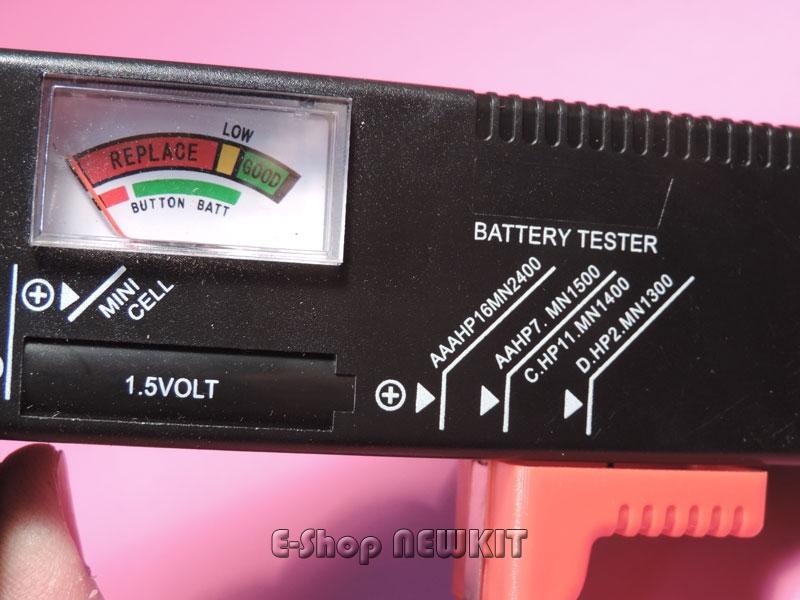 LOW
REPLACE
GOOD
BUTTON BATT
BATTERY TESTER
MINI
CELL
AAAHP16MN2400
AAHP7. MN1500
C.HP11.MN1400
D.HP2.MN1300
1.5VOLT
E-Shop NEWKIT